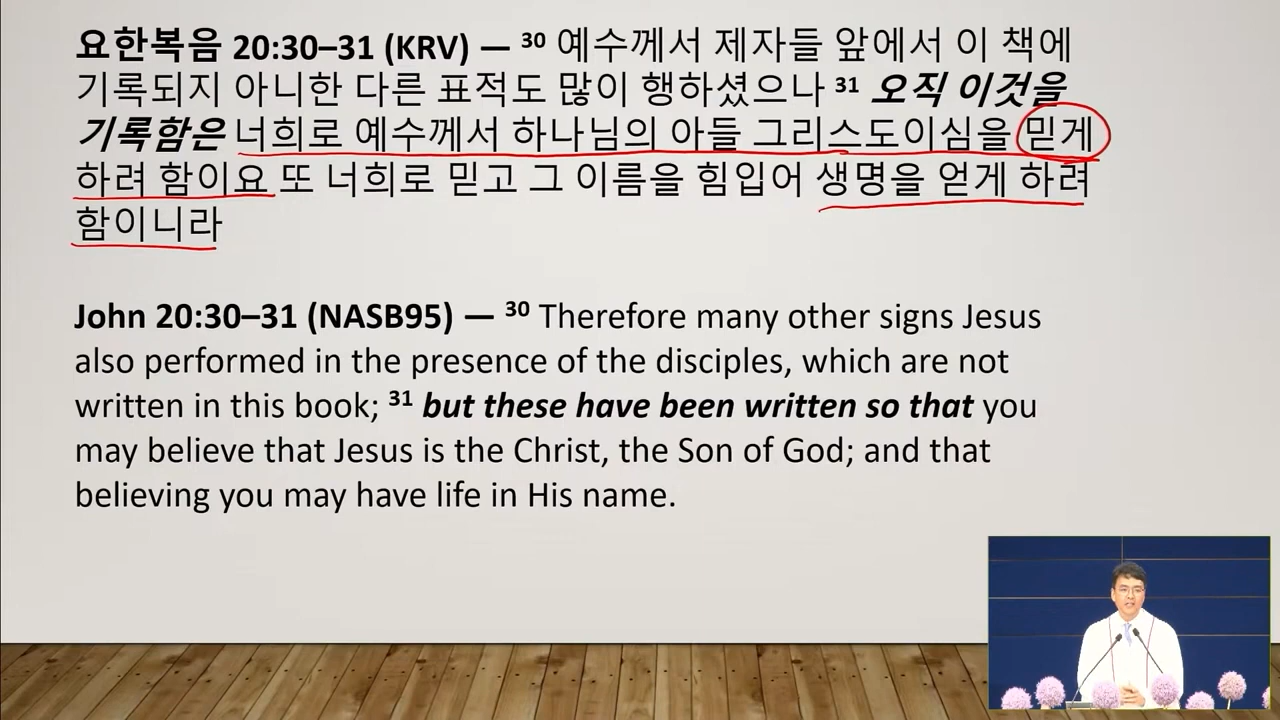 요한복음 20:30–31 (KRV) — ³⁰ 예수께서 제자들 앞에서 이 책에
기록되지 아니한 다른 표적도 많이 행하셨으나 ³¹ 오직 이것을
기록함은 너희로 예수께서 하나님의 아들 그리스도이심을 믿게
하려 함이요 또 너희로 믿고 그 이름을 힘입어 생명을 얻게 하려
함이니라
John 20:30–31 (NASB95) — ³⁰ Therefore many other signs Jesus
also performed in the presence of the disciples, which are not
written in this book; ³¹ but these have been written so that you
may believe that Jesus is the Christ, the Son of God; and that
believing you may have life in His name.